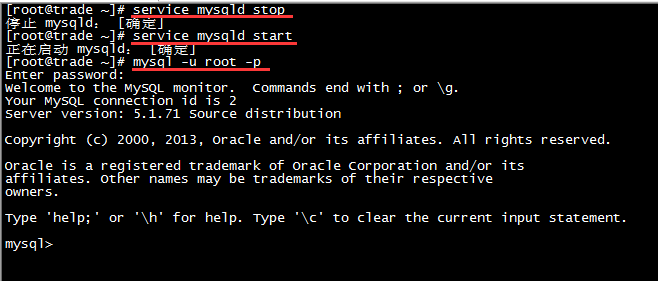 [root@trade ~]# service mysqld stop
停止 mysqld： [确定]
[root@trade ~]# service mysqld start
正在启动 mysqld： [确定]
[root@trade ~]# mysql -u root -p
Enter password:
Welcome to the MySQL monitor.  Commands end with ; or \g.
Your MySQL connection id is 2
Server version: 5.1.71 Source distribution
Copyright (c) 2000, 2013, Oracle and/or its affiliates. All rights reserved.
Oracle is a registered trademark of Oracle Corporation and/or its
affiliates. Other names may be trademarks of their respective
owners.
Type 'help;' or '\h' for help. Type '\c' to clear the current input statement.
mysql>